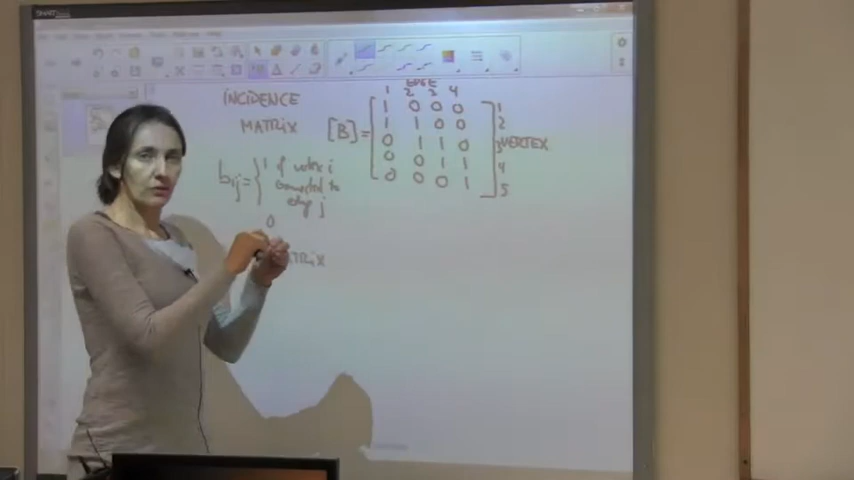 SMART
EDGE
1 2 3 4
INCIDENCE
MATRIX
[B] =
1 0 0 0 1
1 1 0 0 2
0 1 1 0 3 VERTEX
0 0 1 1 4
0 0 0 1 5
bij = { 1 if vertex i
connected to
edge j
0
TRIX